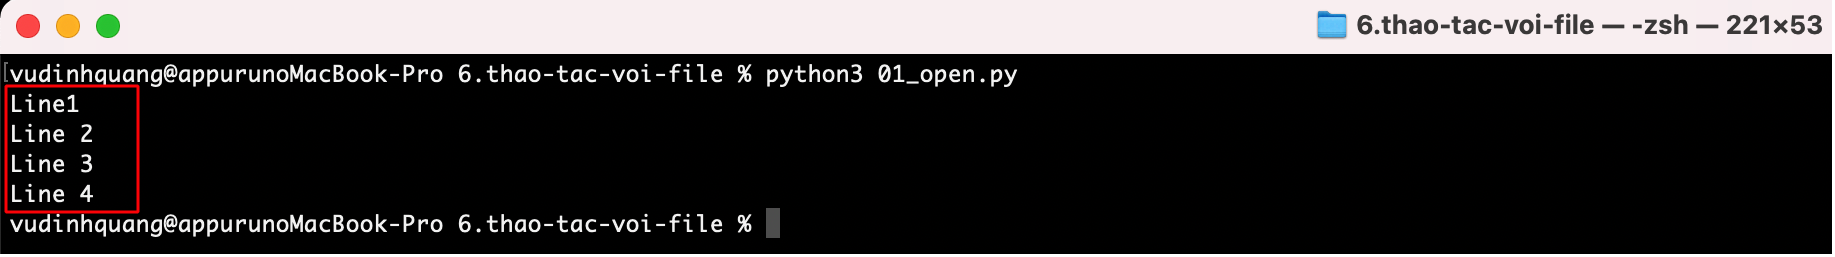 6.thao-tac-voi-file — -zsh — 221×53
[vudinhquang@appurunoMacBook-Pro 6.thao-tac-voi-file % python3 01_open.py
Line1
Line 2
Line 3
Line 4
vudinhquang@appurunoMacBook-Pro 6.thao-tac-voi-file %